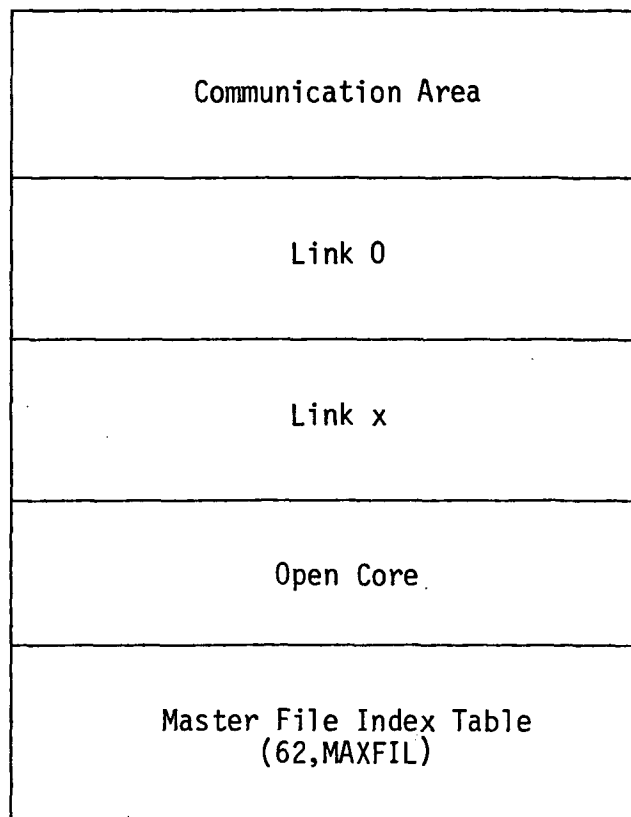 Communication Area
Link 0
Link x
Open Core
Master File Index Table
(62,MAXFIL)